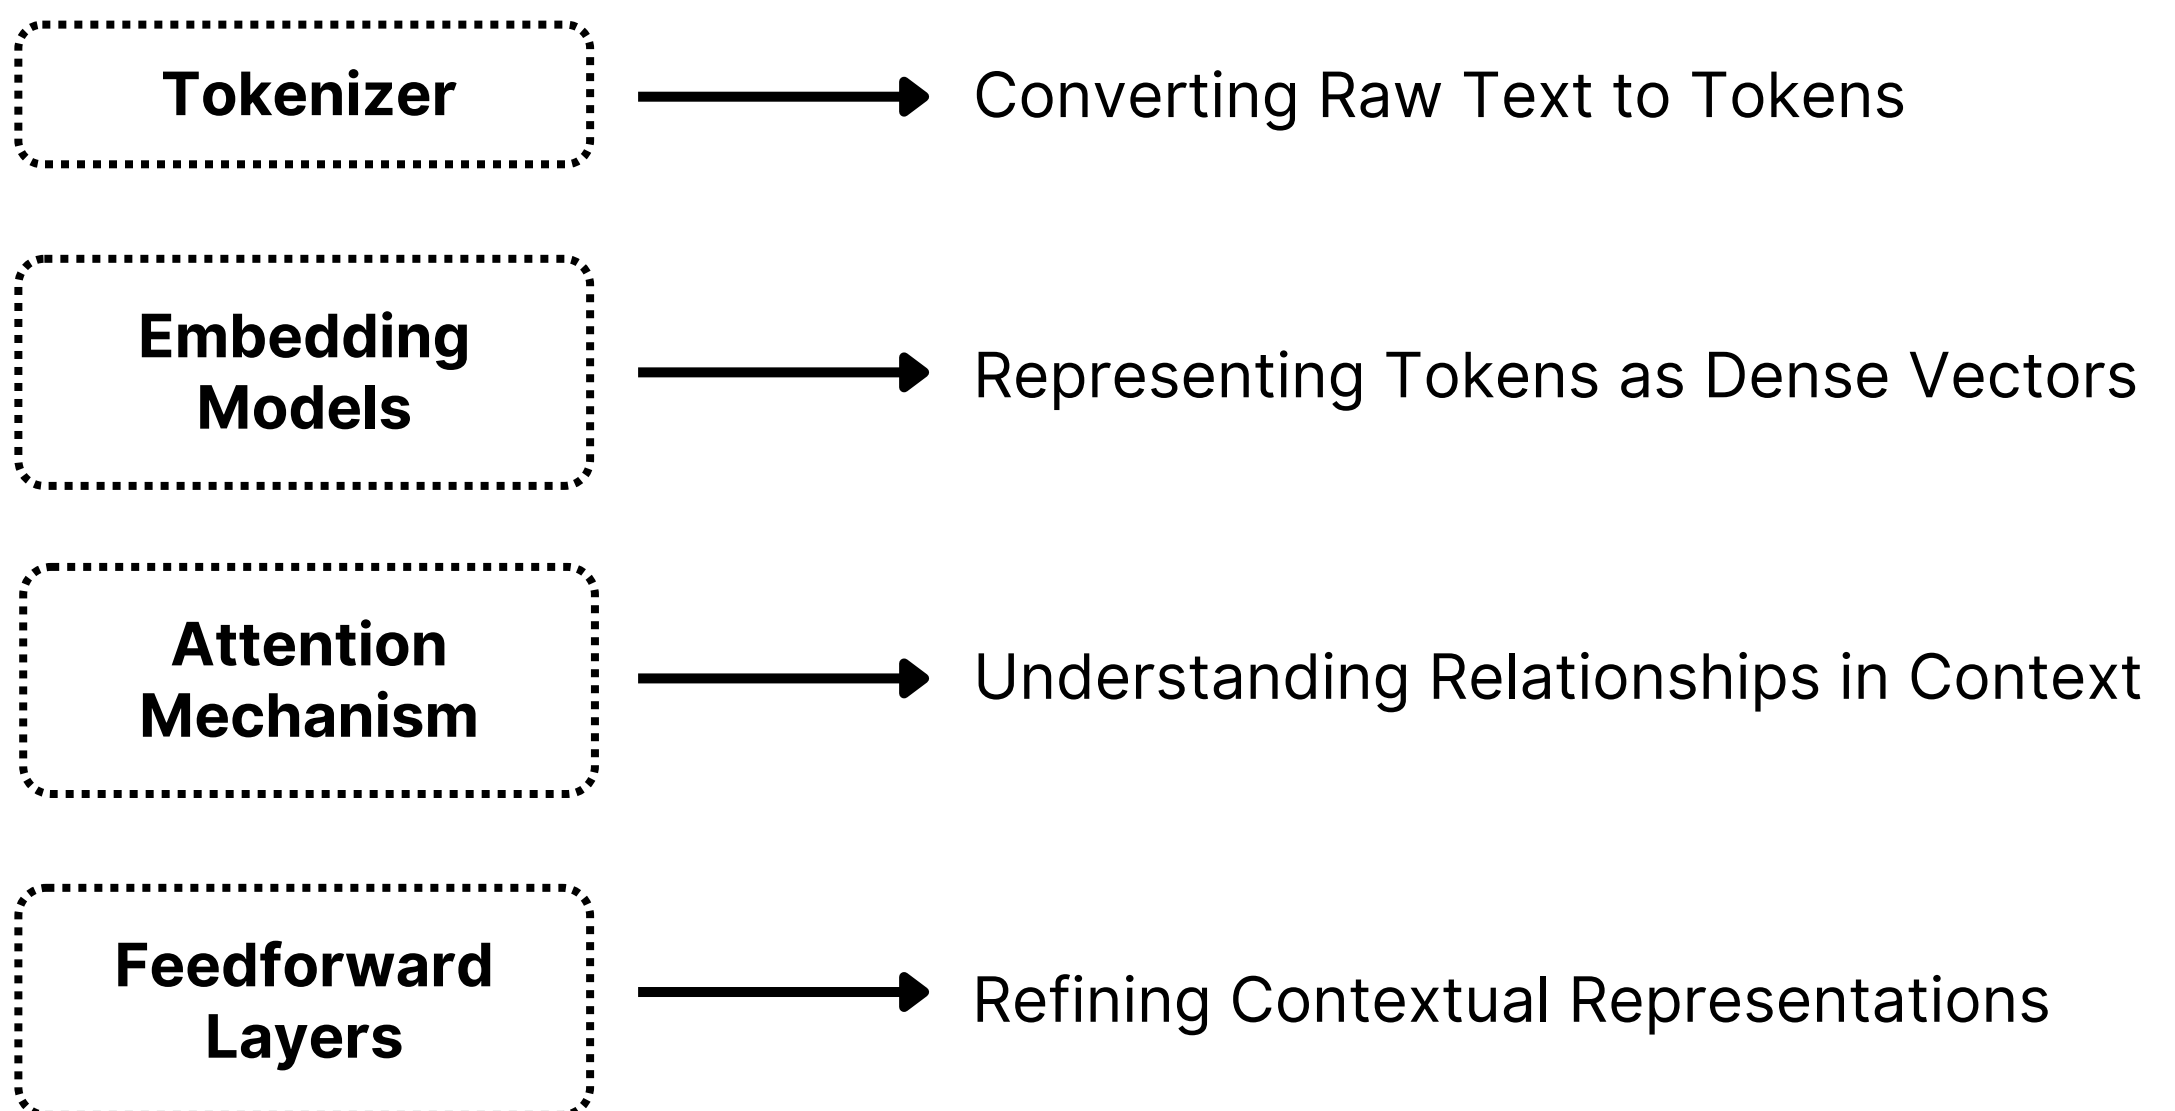 Tokenizer
Converting Raw Text to Tokens
Embedding
Models
Representing Tokens as Dense Vectors
Attention
Mechanism
Understanding Relationships in Context
Feedforward
Layers
Refining Contextual Representations